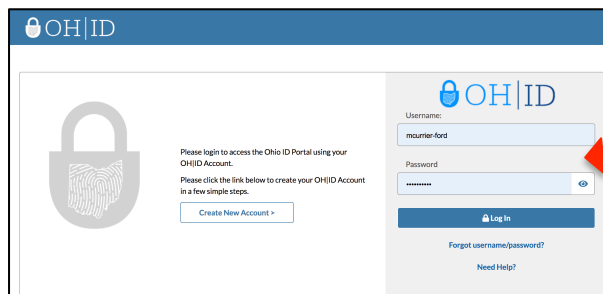 OH|ID
OH|ID
Username:
mcurrier-ford
Password
••••••••••
Please login to access the Ohio ID Portal using your
OH|ID Account.
Please click the link below to create your OH|ID Account
in a few simple steps.
Create New Account >
Log In
Forgot username/password?
Need Help?